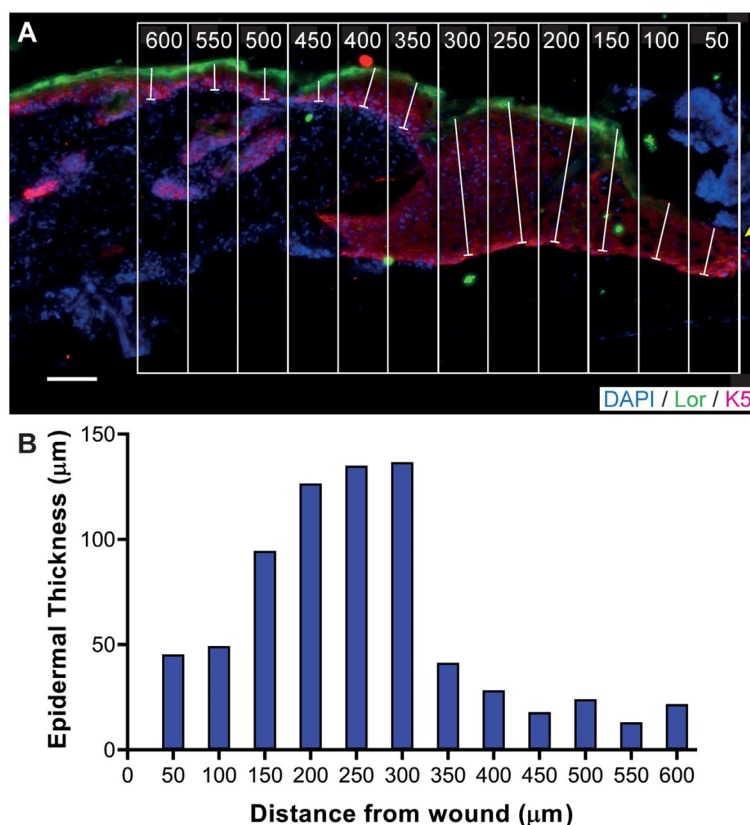 A
600 550 500 450 400 350 300 250 200 150 100 50
DAPI / Lor / K5
B
150
100
50
0
Epidermal Thickness (μm)
0 50 100 150 200 250 300 350 400 450 500 550 600
Distance from wound (μm)